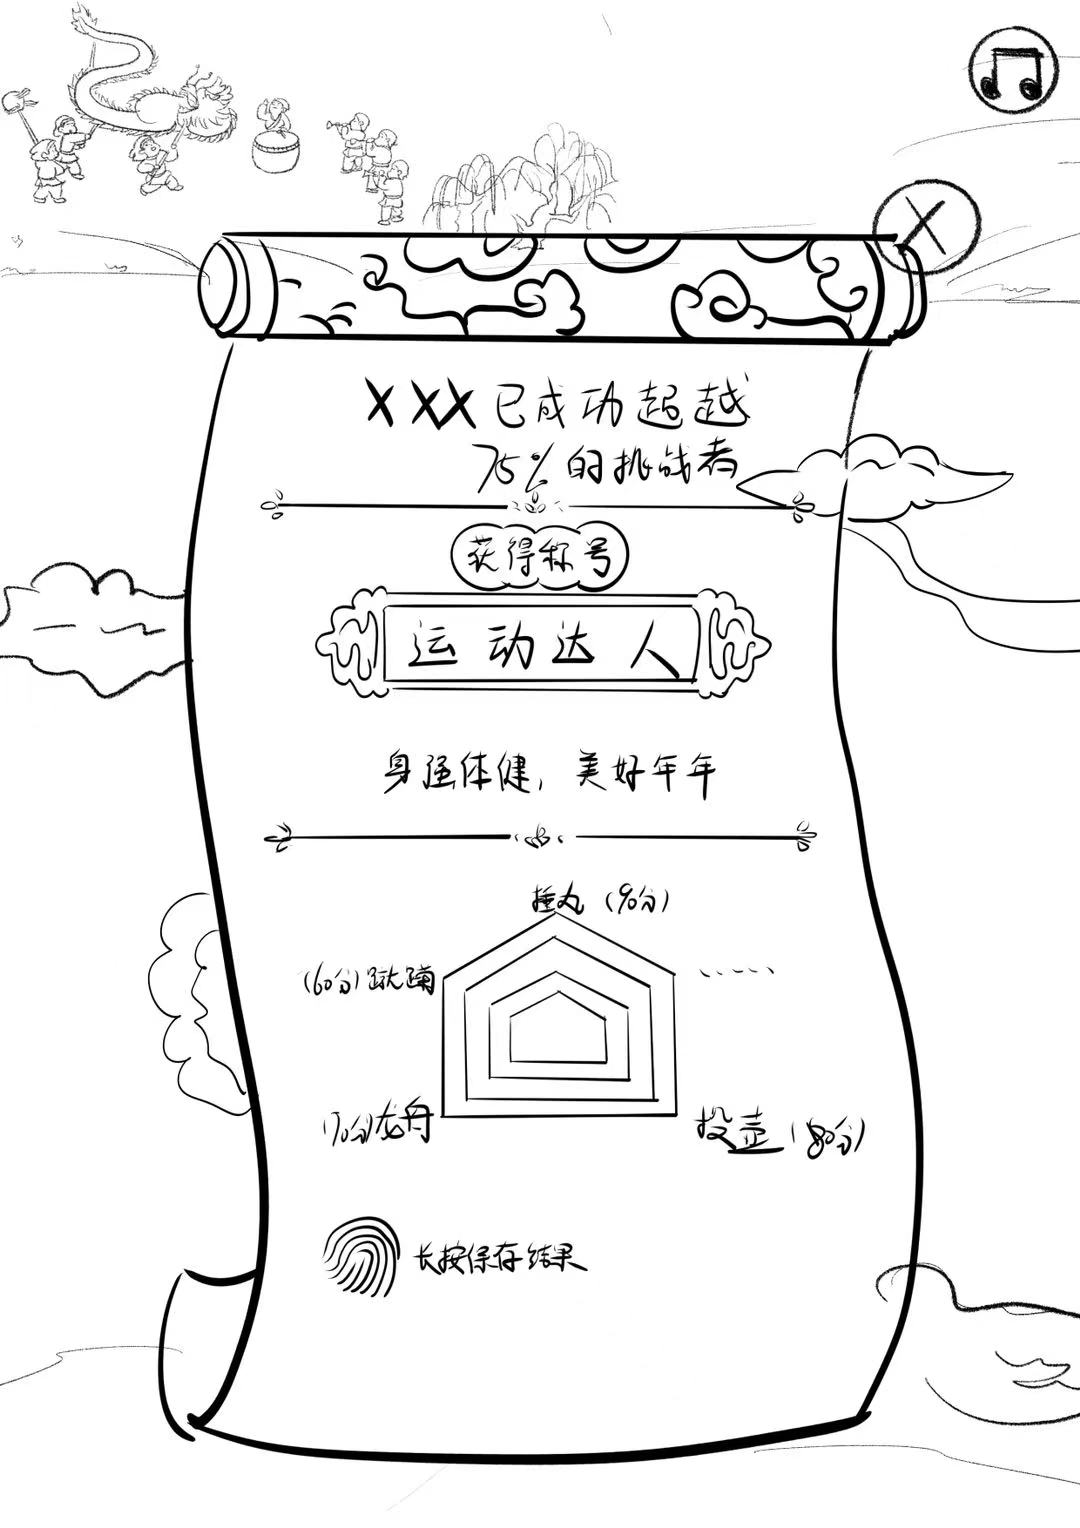 XXX已成功超越
75%的挑战者
获得称号
运动达人
身强体健，美好年年
捶丸（90分）
（60分）蹴鞠
......
（70分）龙舟
投壶（80分）
长按保存结果